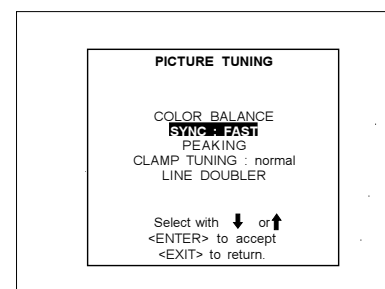 PICTURE TUNING
COLOR BALANCE
SYNC : FAST
PEAKING
CLAMP TUNING : normal
LINE DOUBLER
Select with ⬇ or⬆
<ENTER> to accept
<EXIT> to return.